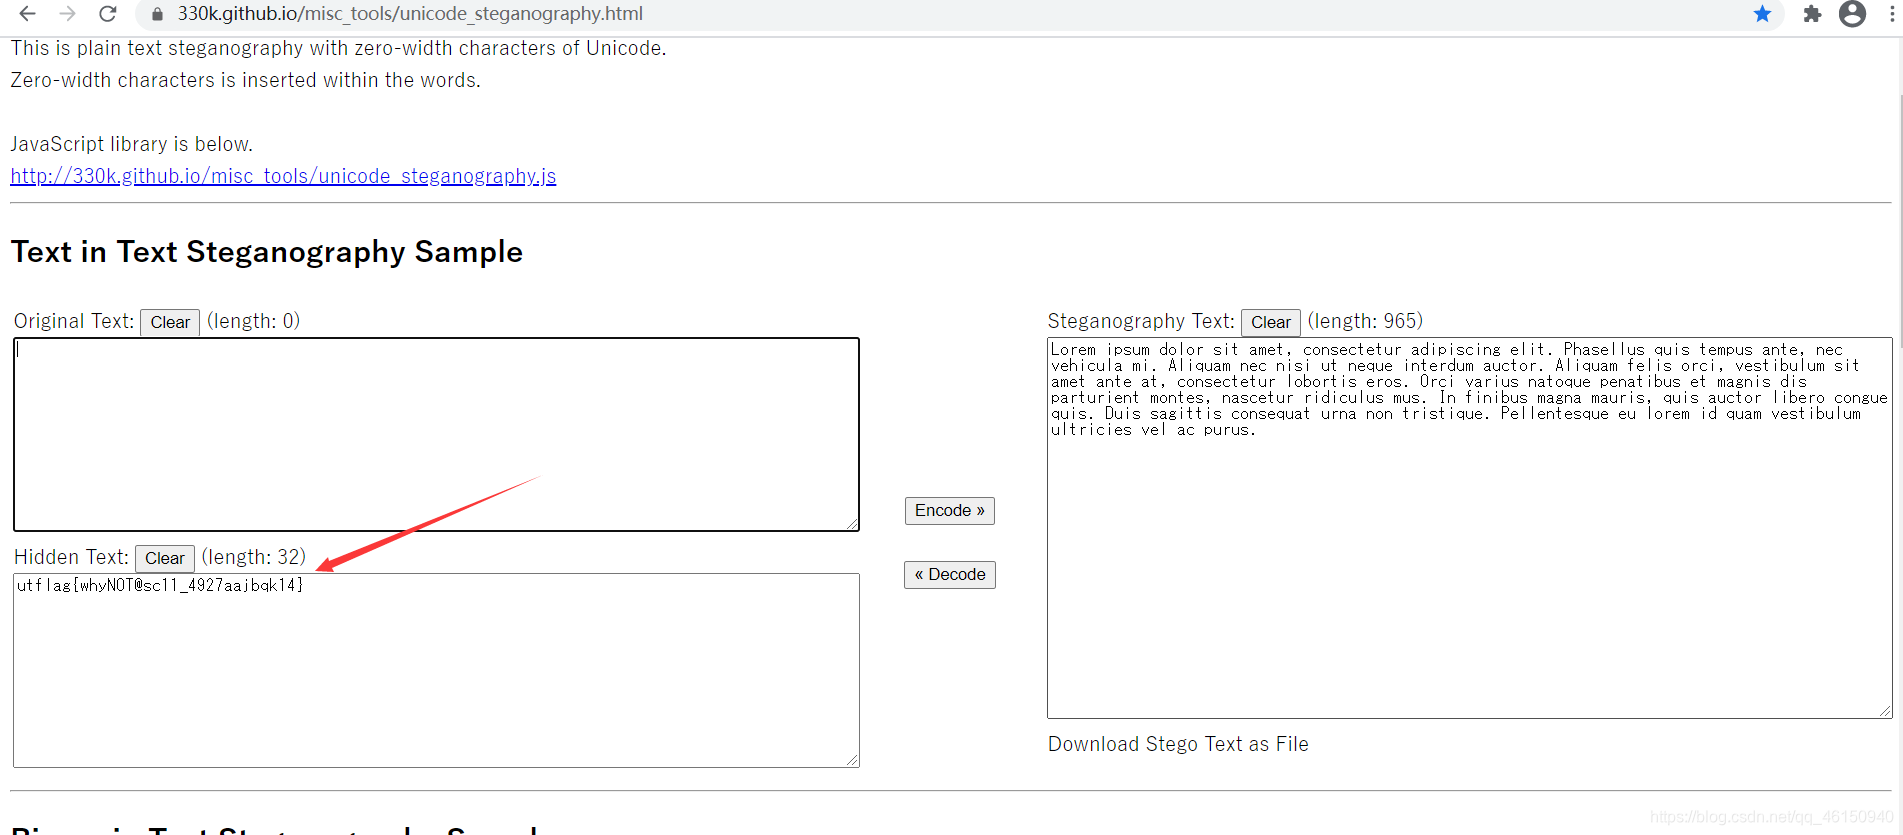 330k.github.io/misc_tools/unicode_steganography.html
This is plain text steganography with zero-width characters of Unicode.
Zero-width characters is inserted within the words.
JavaScript library is below.
http://330k.github.io/misc_tools/unicode_steganography.js
Text in Text Steganography Sample
Original Text: Clear (length: 0)
Hidden Text: Clear (length: 32)
utflag{whyNOT@sc11_4927aajbqk14}
Encode »
« Decode
Steganography Text: Clear (length: 965)
Lorem ipsum dolor sit amet, consectetur adipiscing elit. Phasellus quis tempus ante, nec
vehicula mi. Aliquam nec nisi ut neque interdum auctor. Aliquam felis orci, vestibulum sit
amet ante at, consectetur lobortis eros. Orci varius natoque penatibus et magnis dis
parturient montes, nascetur ridiculus mus. In finibus magna mauris, quis auctor libero congue
quis. Duis sagittis consequat urna non tristique. Pellentesque eu lorem id quam vestibulum
ultricies vel ac purus.
Download Stego Text as File
https://blog.csdn.net/qq_46150940